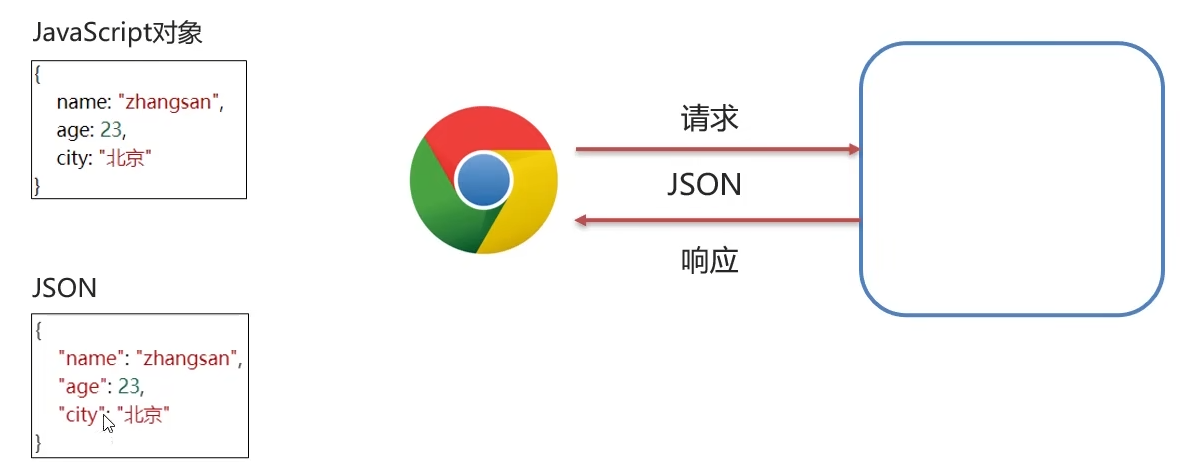 JavaScript对象
{
name: "zhangsan",
age: 23,
city: "北京"
}
JSON
{
"name": "zhangsan",
"age": 23,
"city": "北京"
}
请求
JSON
响应